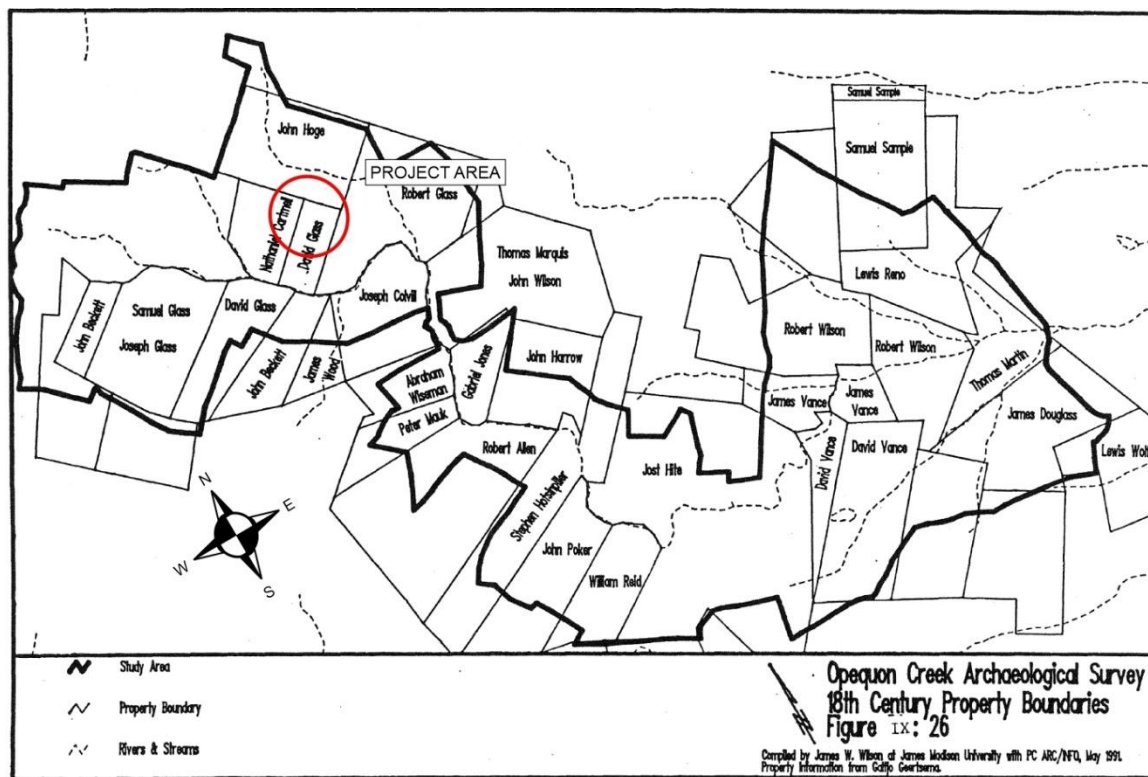 Samuel Sample
Samuel Sample
John Hoge
PROJECT AREA
Robert Glass
Nathaniel Cartmell
David Glass
Thomas Marquis
John Wilson
Lewis Reno
Joseph Colvill
John Beckett
Samuel Glass
Joseph Glass
David Glass
John Beckett
James Wood
Robert Wilson
Robert Wilson
John Harrow
Gabriel Jones
Abraham Wiseman
Peter Mauk
Thomas Martin
James Vance
James Vance
James Douglass
David Vance
David Vance
Lewis
Robert Allen
Jost Hite
Stephen
John Poker
William Reid
N
E
W
S
Study Area
Property Boundary
Rivers & Streams
Opequon Creek Archaeological Survey
18th Century Property Boundaries
Figure IX: 26
Compiled by James W. Wilson at James Madison University with PC ARC/INFO, May 1991.
Property Information from Geertsema.